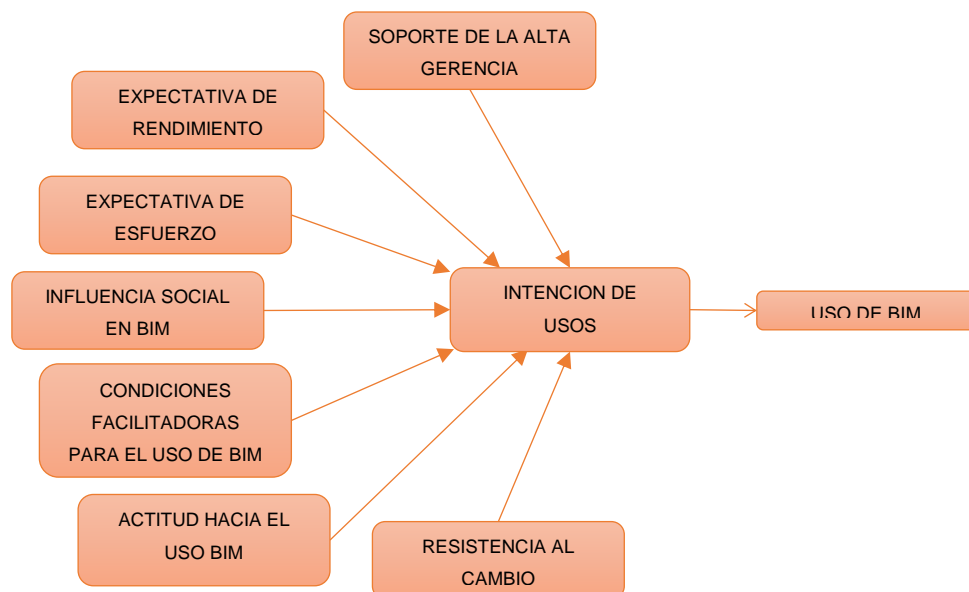 SOPORTE DE LA ALTA
GERENCIA
EXPECTATIVA DE
RENDIMIENTO
EXPECTATIVA DE
ESFUERZO
INFLUENCIA SOCIAL
EN BIM
INTENCION DE
USOS
USO DE BIM
CONDICIONES
FACILITADORAS
PARA EL USO DE BIM
ACTITUD HACIA EL
USO BIM
RESISTENCIA AL
CAMBIO